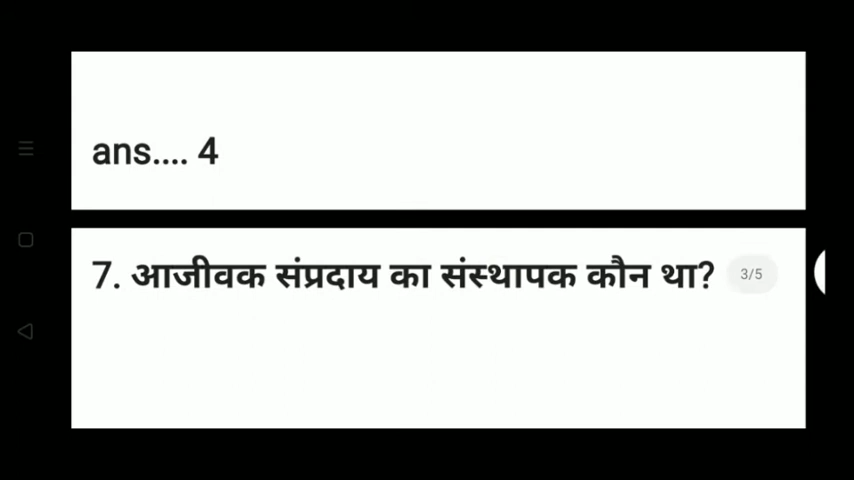 ans.... 4
7. आजीवक संप्रदाय का संस्थापक कौन था?
3/5